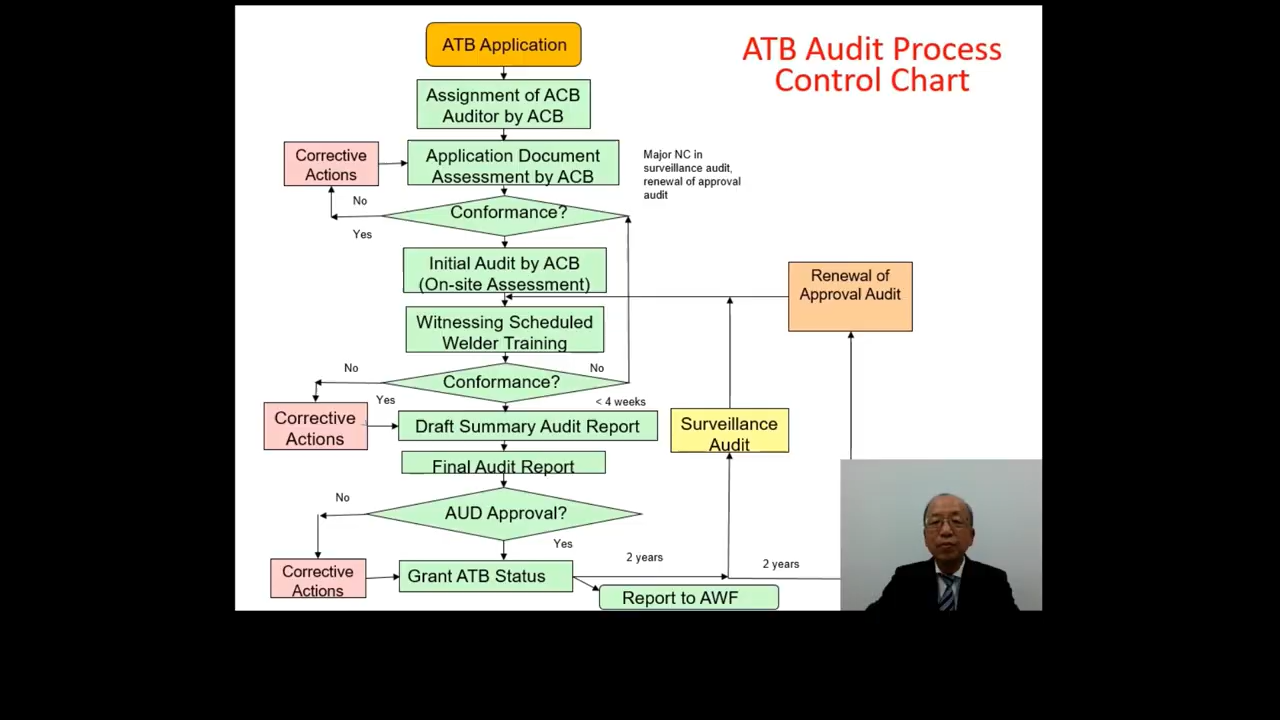 ATB Audit Process
Control Chart
ATB Application
Assignment of ACB
Auditor by ACB
Corrective
Actions
Application Document
Assessment by ACB
Major NC in
surveillance audit,
renewal of approval
audit
No
Conformance?
Yes
Initial Audit by ACB
(On-site Assessment)
Renewal of
Approval Audit
Witnessing Scheduled
Welder Training
No
Conformance?
No
Yes
< 4 weeks
Corrective
Actions
Draft Summary Audit Report
Surveillance
Audit
Final Audit Report
No
AUD Approval?
Yes
2 years
2 years
Corrective
Actions
Grant ATB Status
Report to AWF